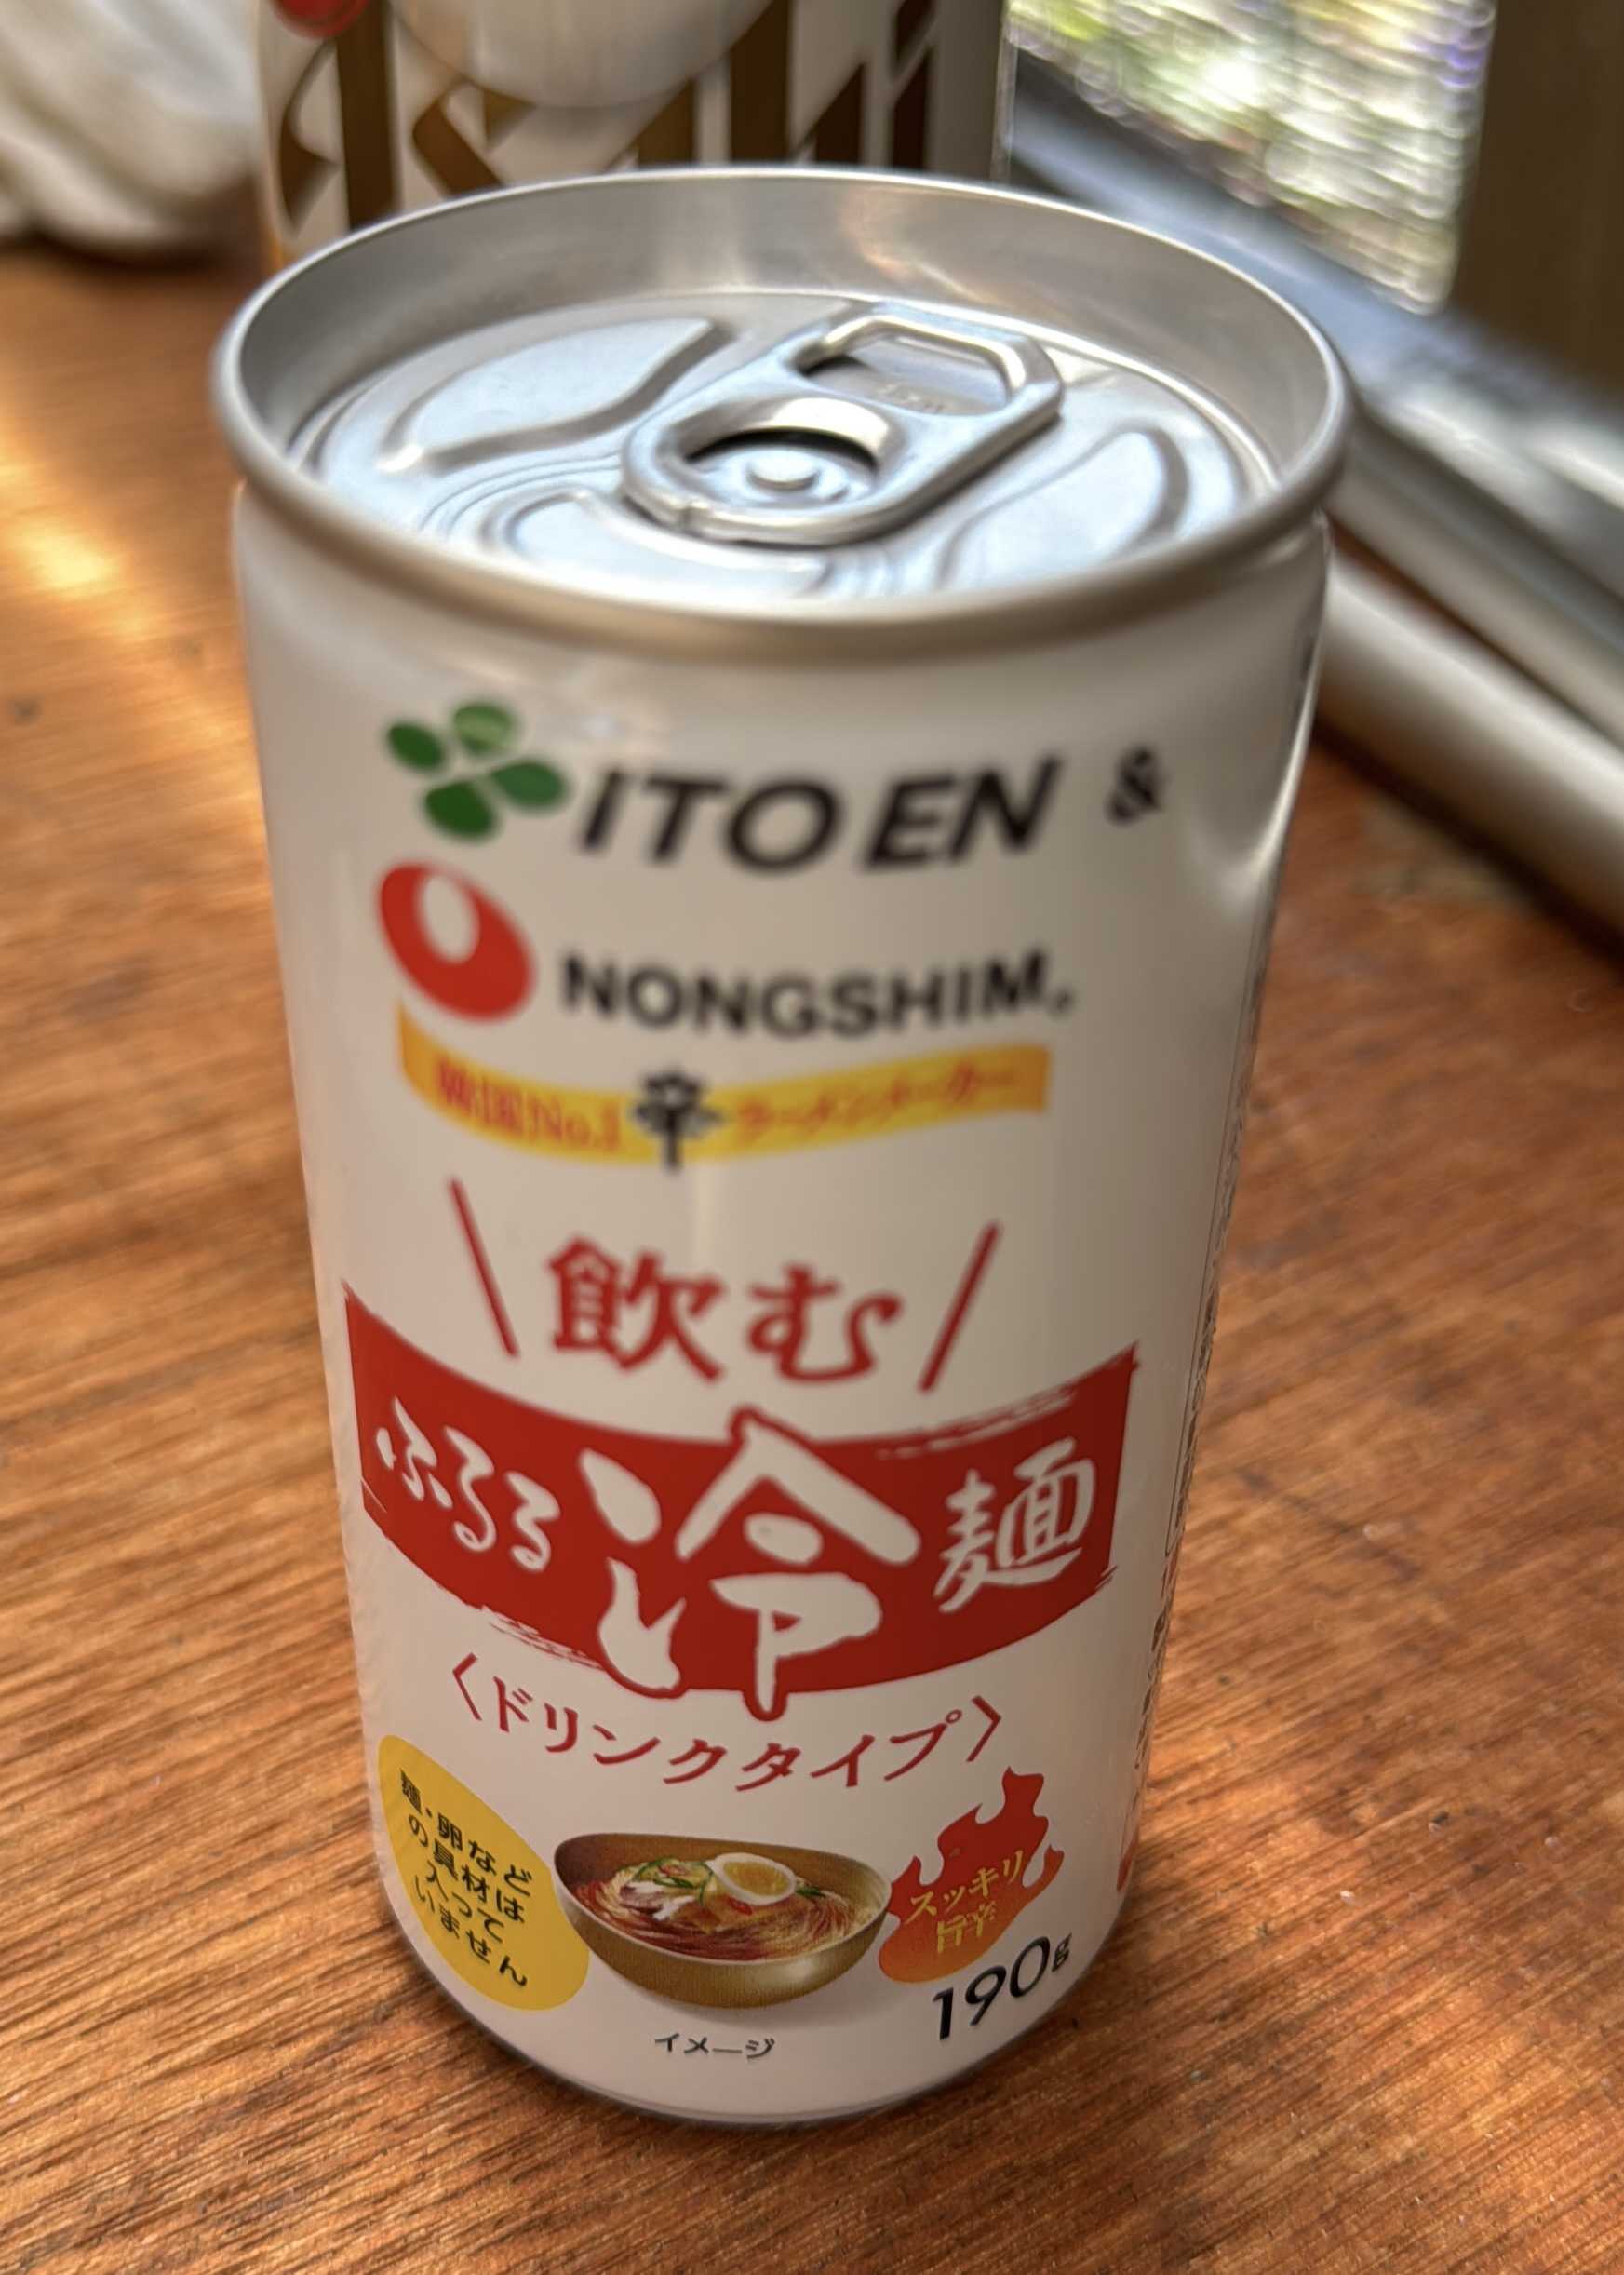 Asahi
ITO EN &
NONGSHIM
韓国No.1 辛 ラーメンメーカー
飲む
ふるる冷麺
〈ドリンクタイプ〉
麺・卵など
の具材は
入って
いません
スッキリ
旨辛
190g
イメージ